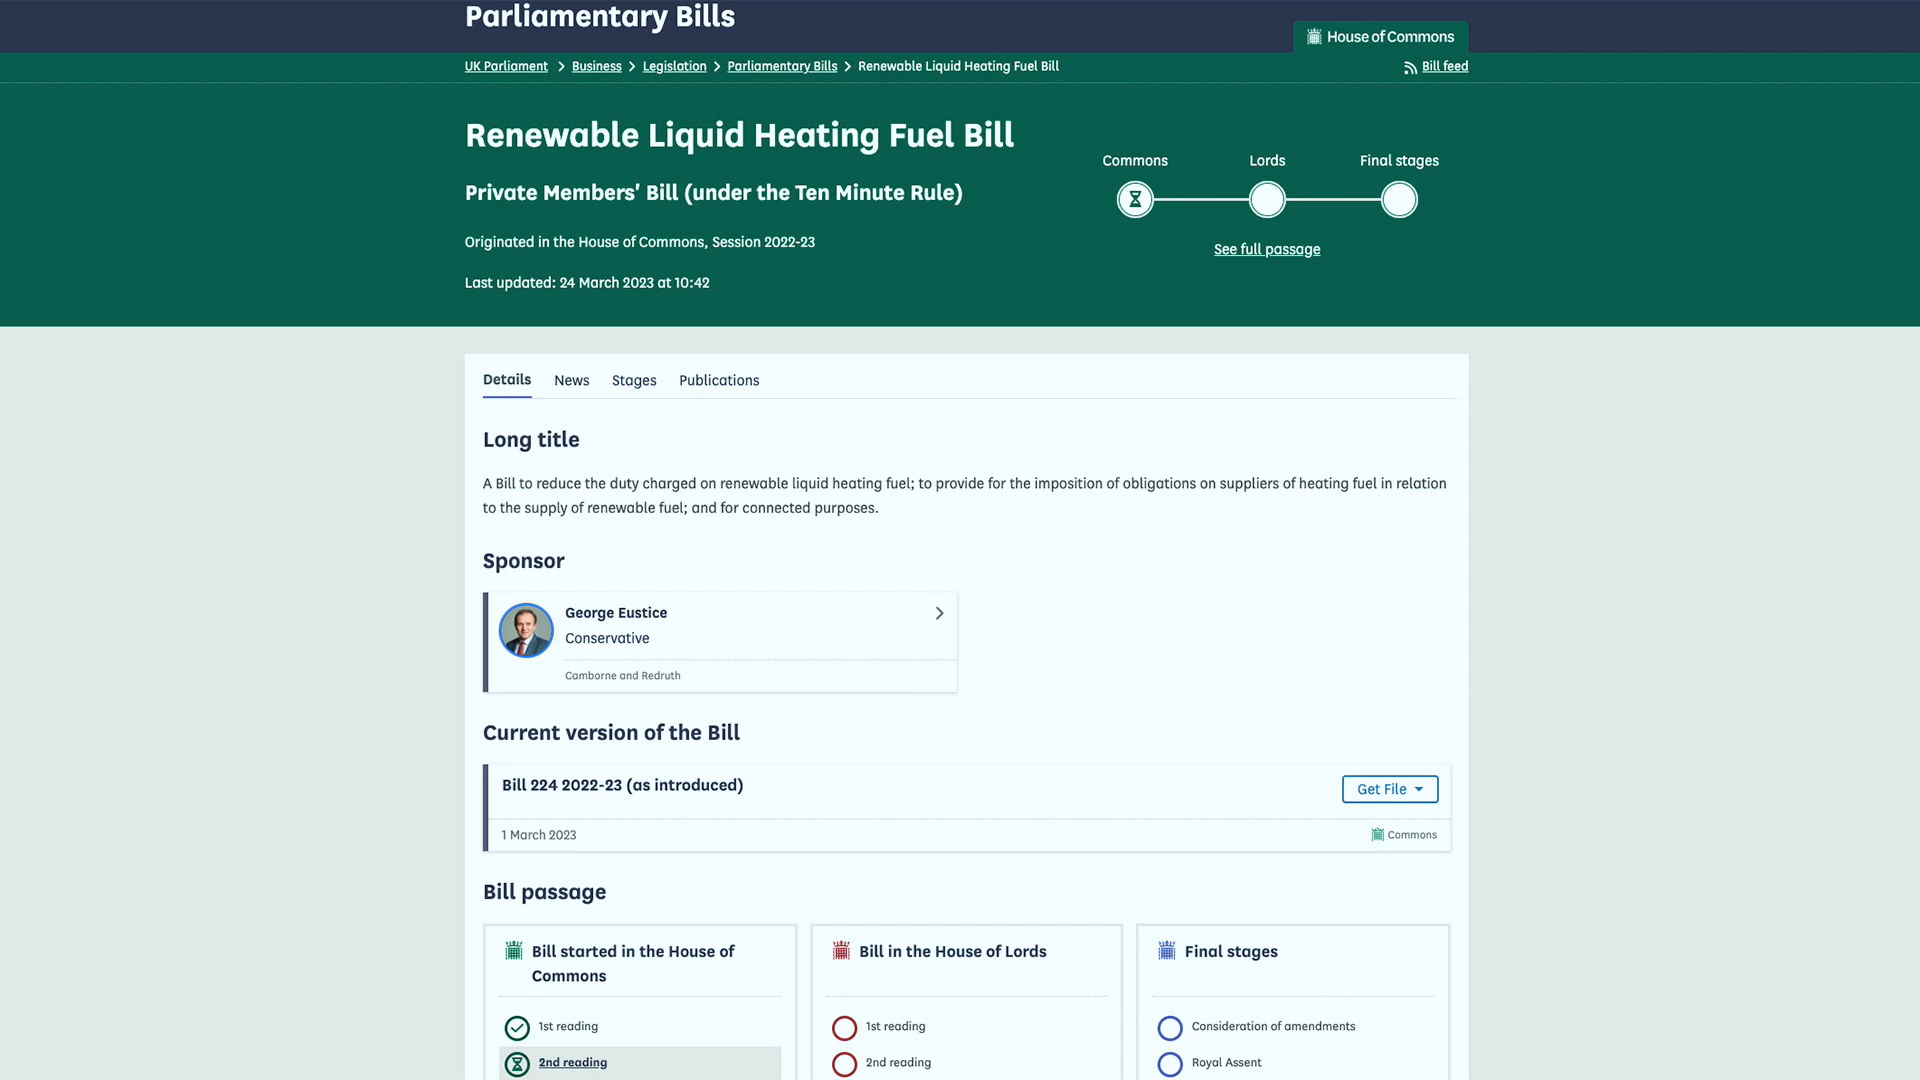 Parliamentary Bills
House of Commons
UK Parliament > Business > Legislation > Parliamentary Bills > Renewable Liquid Heating Fuel Bill
Bill feed
Renewable Liquid Heating Fuel Bill
Private Members' Bill (under the Ten Minute Rule)
Originated in the House of Commons, Session 2022-23
Last updated: 24 March 2023 at 10:42
Commons
Lords
Final stages
See full passage
Details
News
Stages
Publications
Long title
A Bill to reduce the duty charged on renewable liquid heating fuel; to provide for the imposition of obligations on suppliers of heating fuel in relation
to the supply of renewable fuel; and for connected purposes.
Sponsor
George Eustice
Conservative
Camborne and Redruth
Current version of the Bill
Bill 224 2022-23 (as introduced)
Get File
1 March 2023
Commons
Bill passage
Bill started in the House of
Commons
1st reading
2nd reading
Bill in the House of Lords
1st reading
2nd reading
Final stages
Consideration of amendments
Royal Assent